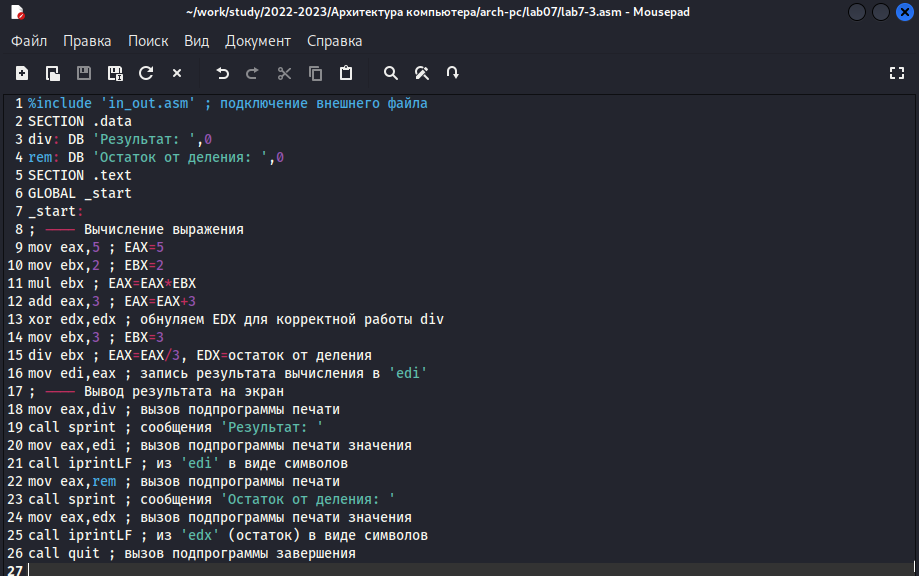 ~/work/study/2022-2023/Архитектура компьютера/arch-pc/lab07/lab7-3.asm - Mousepad
Файл Правка Поиск Вид Документ Справка
1 %include 'in_out.asm' ; подключение внешнего файла
2 SECTION .data
3 div: DB 'Результат: ',0
4 rem: DB 'Остаток от деления: ',0
5 SECTION .text
6 GLOBAL _start
7 _start:
8 ; ---- Вычисление выражения
9 mov eax,5 ; EAX=5
10 mov ebx,2 ; EBX=2
11 mul ebx ; EAX=EAX*EBX
12 add eax,3 ; EAX=EAX+3
13 xor edx,edx ; обнуляем EDX для корректной работы div
14 mov ebx,3 ; EBX=3
15 div ebx ; EAX=EAX/3, EDX=остаток от деления
16 mov edi,eax ; запись результата вычисления в 'edi'
17 ; ---- Вывод результата на экран
18 mov eax,div ; вызов подпрограммы печати
19 call sprint ; сообщения 'Результат: '
20 mov eax,edi ; вызов подпрограммы печати значения
21 call iprintLF ; из 'edi' в виде символов
22 mov eax,rem ; вызов подпрограммы печати
23 call sprint ; сообщения 'Остаток от деления: '
24 mov eax,edx ; вызов подпрограммы печати значения
25 call iprintLF ; из 'edx' (остаток) в виде символов
26 call quit ; вызов подпрограммы завершения
27